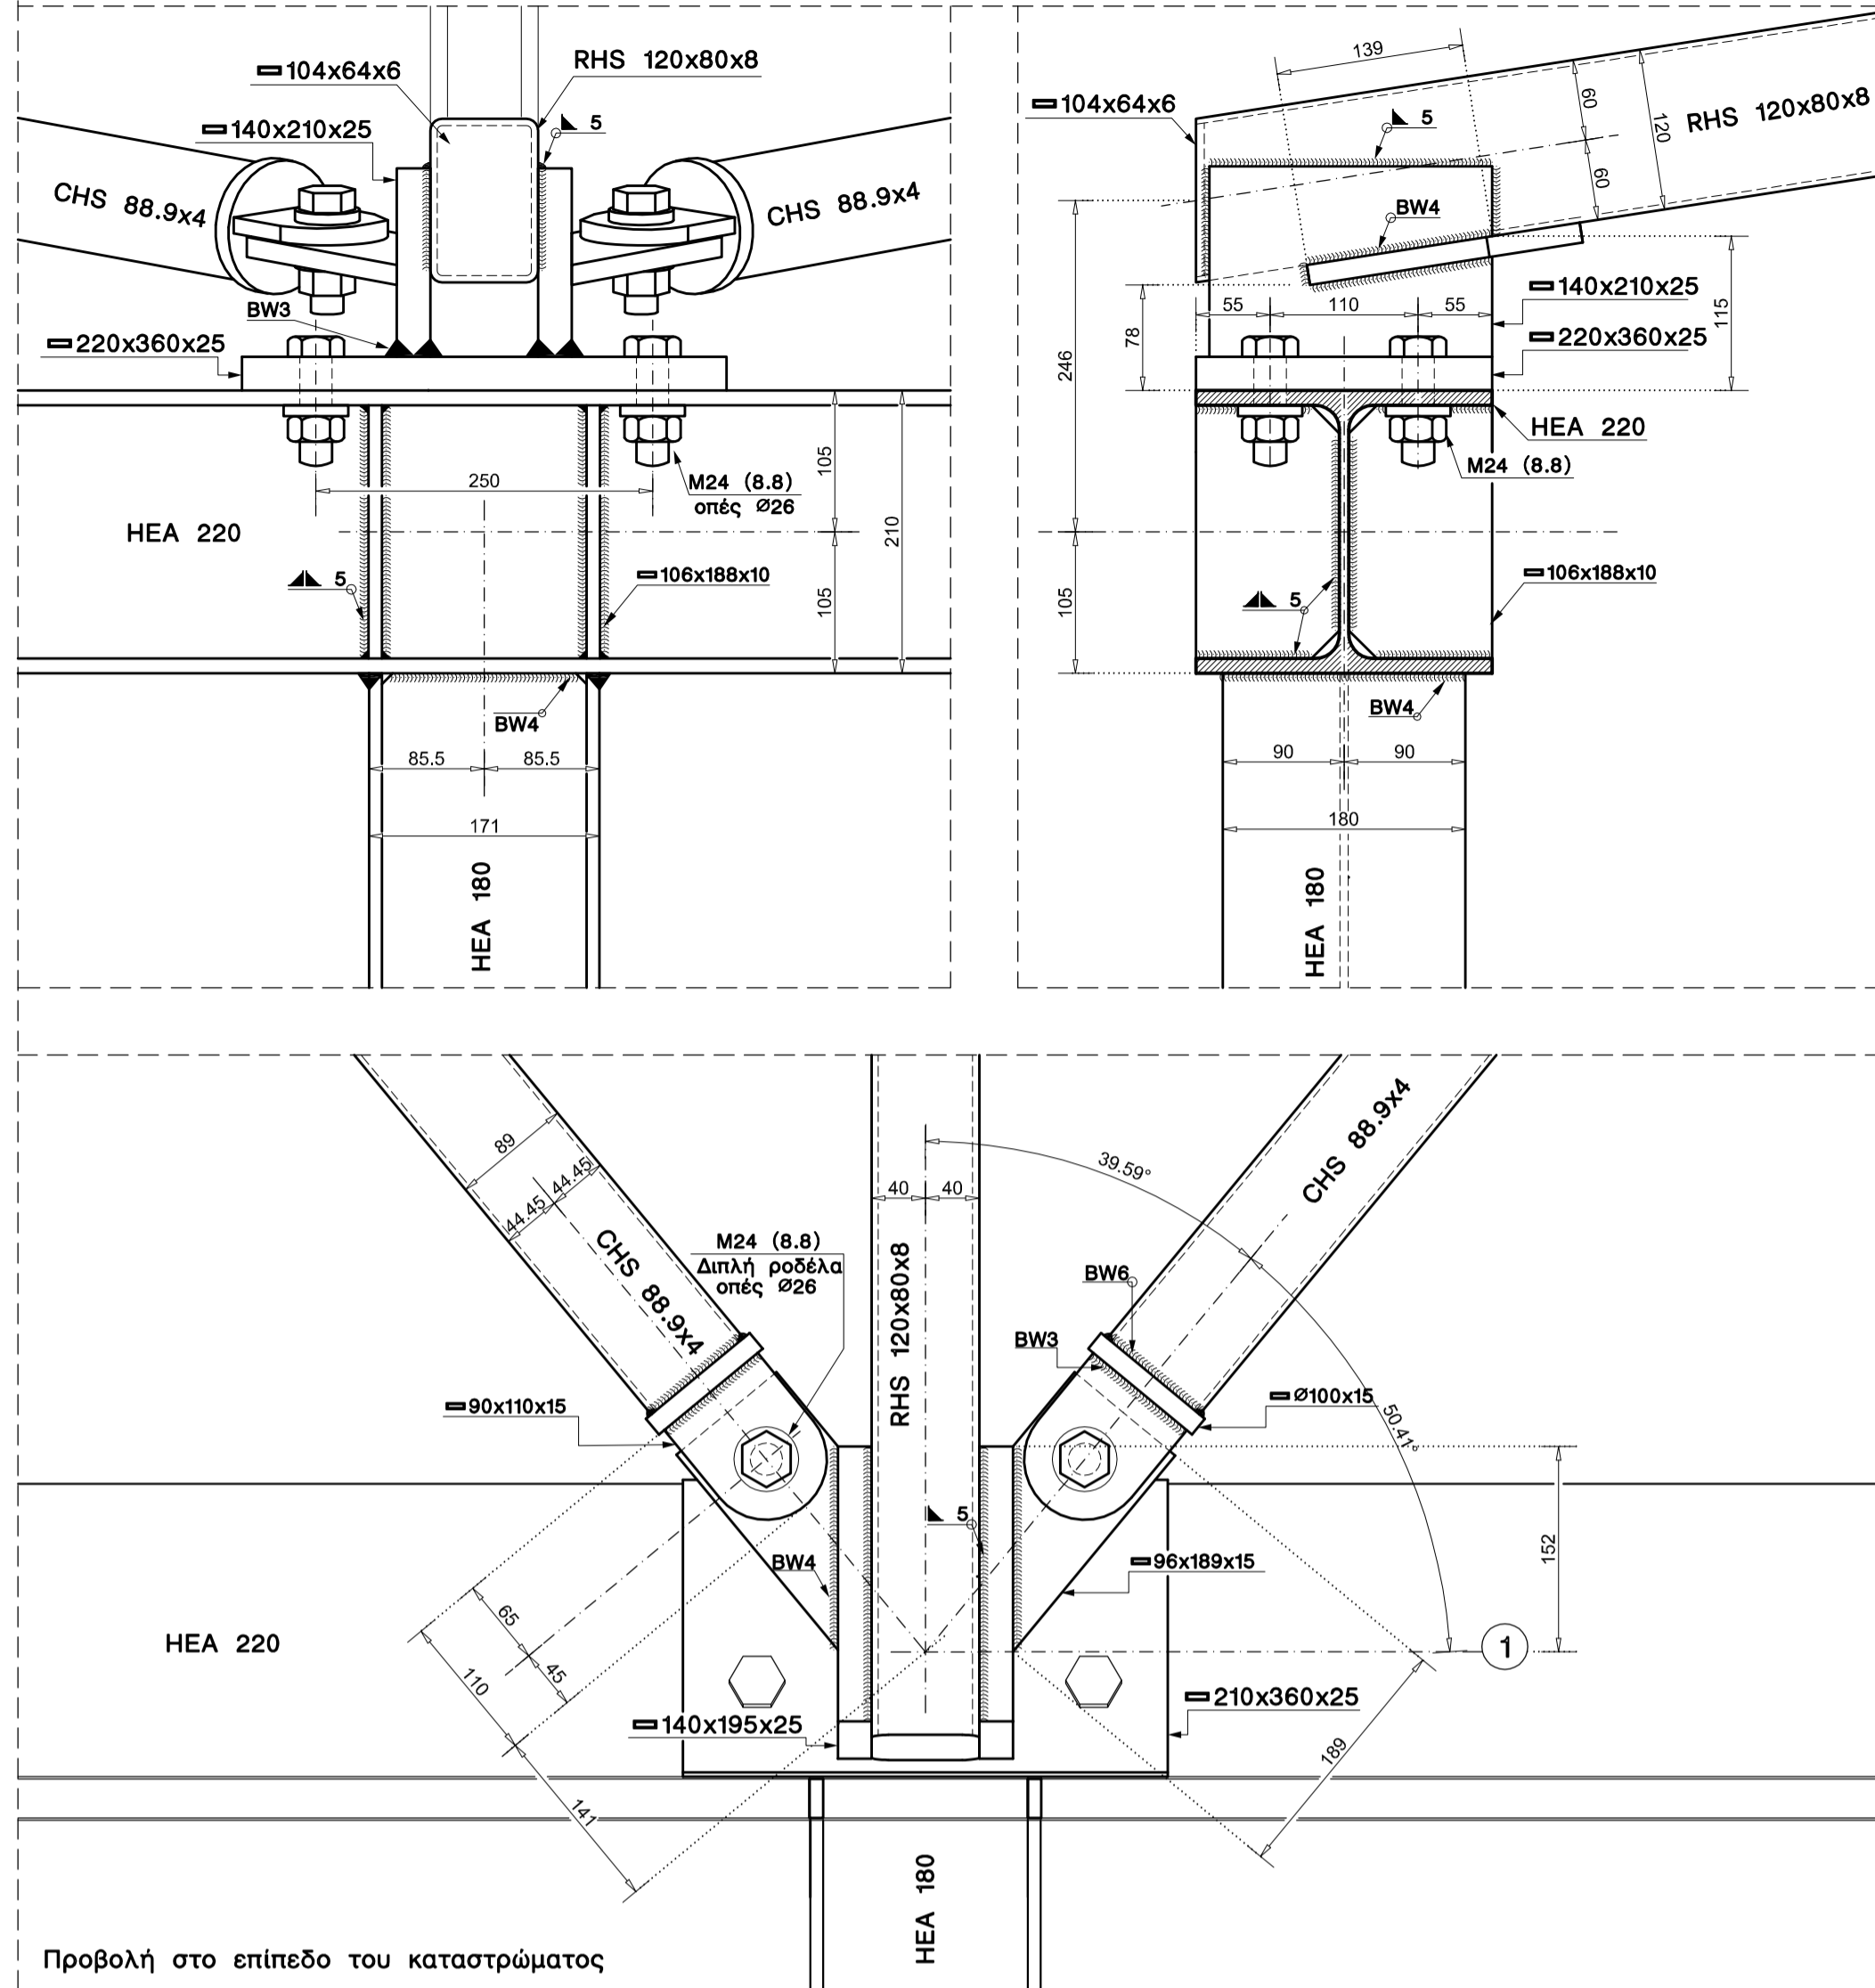 104x64x6
RHS 120x80x8
140x210x25
5
CHS 88.9x4
CHS 88.9x4
BW3
220x360x25
250
M24 (8.8)
οπές Ø26
HEA 220
105
210
105
5
106x188x10
BW4
85.5
85.5
171
HEA 180
139
104x64x6
5
60
120
60
RHS 120x80x8
BW4
246
140x210x25
55
110
55
78
115
220x360x25
HEA 220
M24 (8.8)
106x188x10
5
105
BW4
90
90
180
HEA 180
89
44.45
44.45
CHS 88.9x4
M24 (8.8)
Διπλή ροδέλα
οπές Ø26
40
40
39.59°
CHS 88.9x4
RHS 120x80x8
BW6
BW3
90x110x15
Ø100x15
50.41°
5
BW4
96x189x15
152
65
45
110
HEA 220
1
140x195x25
210x360x25
189
141
HEA 180
Προβολή στο επίπεδο του καταστρώματος